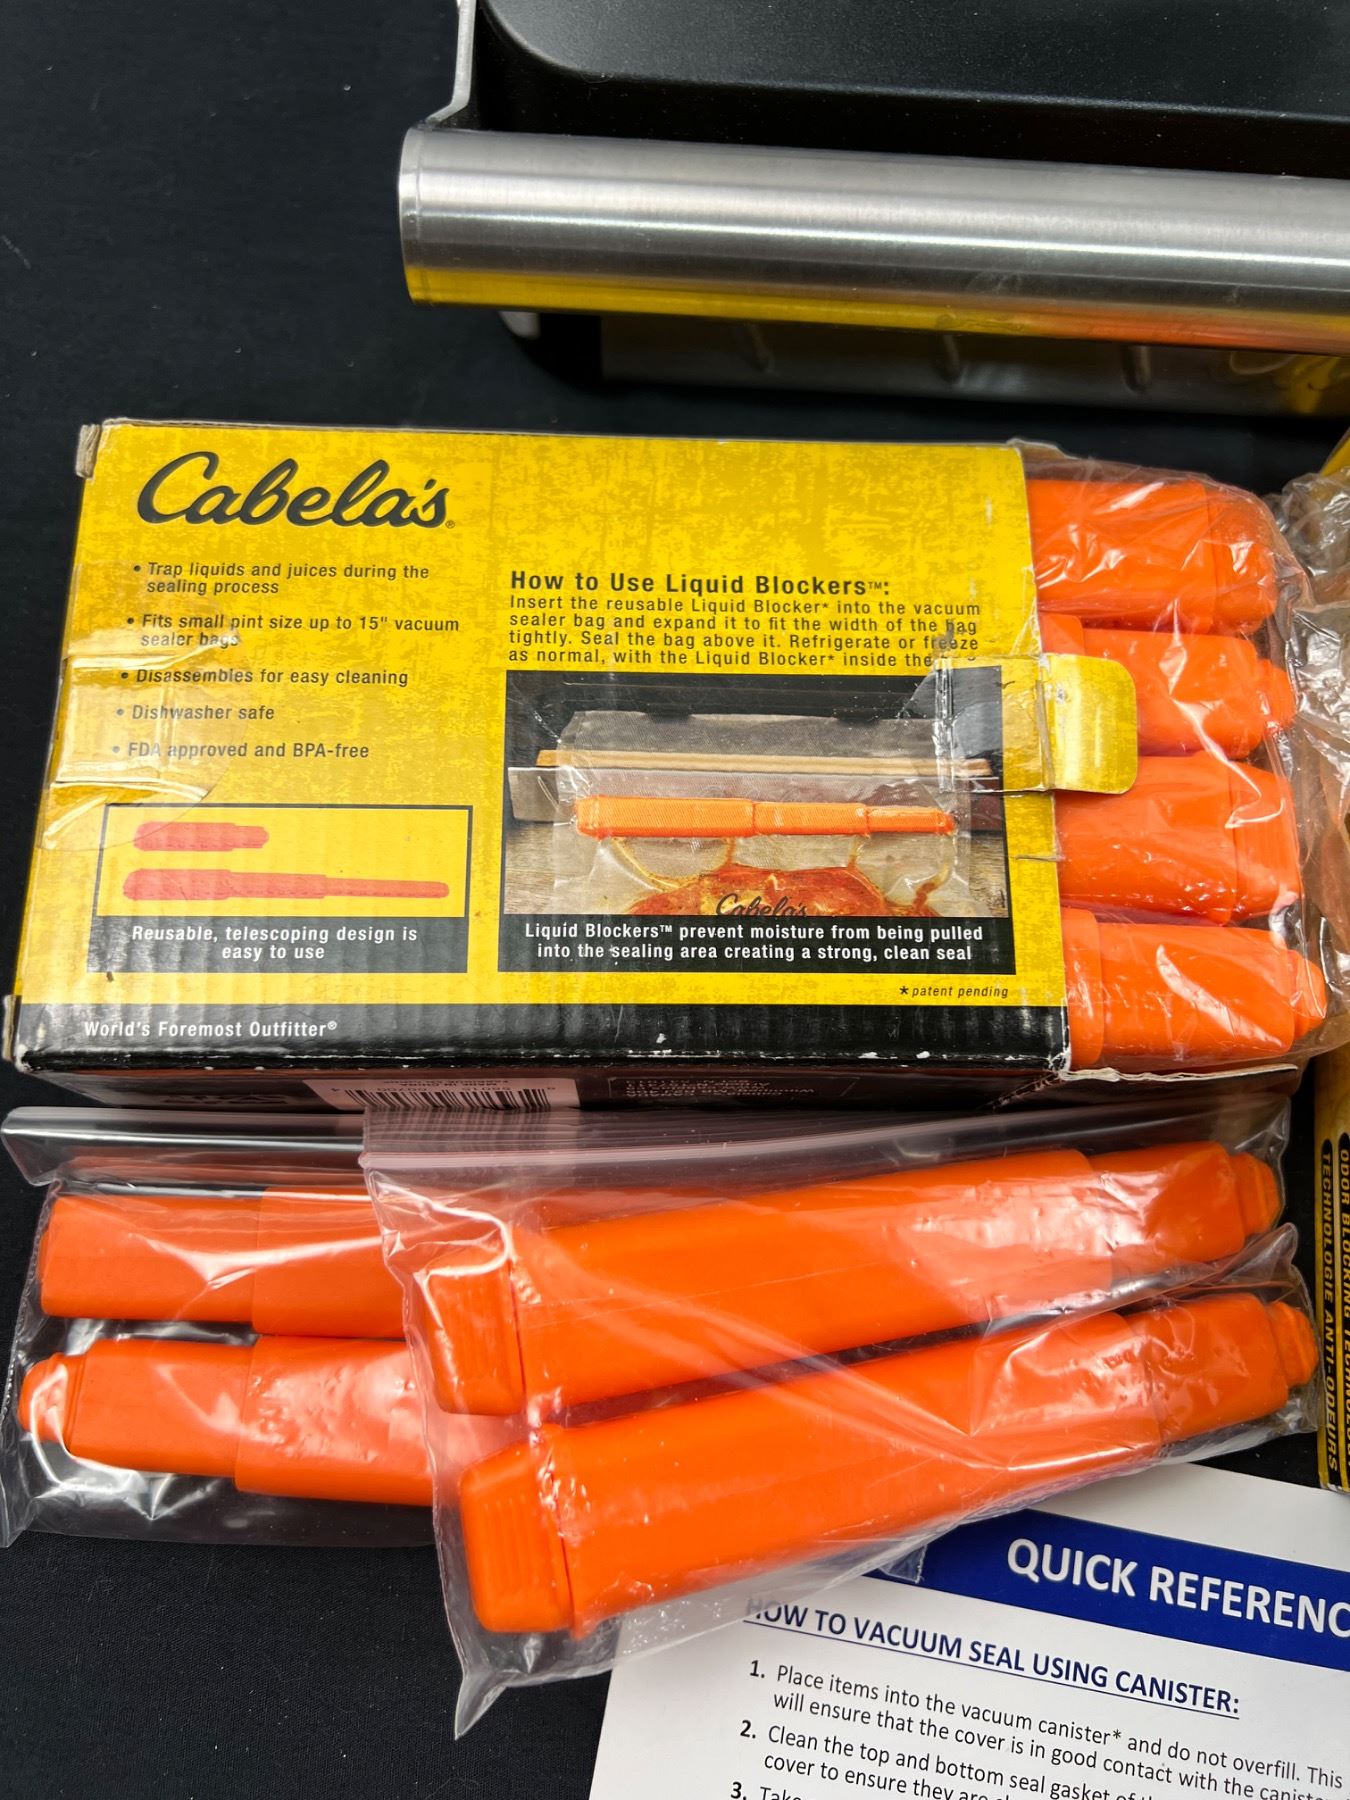 Cabela's®
• Trap liquids and juices during the
sealing process
• Fits small pint size up to 15" vacuum
sealer bags
• Disassembles for easy cleaning
• Dishwasher safe
• FDA approved and BPA-free
Reusable, telescoping design is
easy to use
How to Use Liquid Blockers™:
Insert the reusable Liquid Blocker* into the vacuum
sealer bag and expand it to fit the width of the bag
tightly. Seal the bag above it. Refrigerate or freeze
as normal, with the Liquid Blocker* inside the
Cabela's
Liquid Blockers™ prevent moisture from being pulled
into the sealing area creating a strong, clean seal
*patent pending
World's Foremost Outfitter®
ODOR BLOCKING
TECHNOLOGIE ANTI-ODEURS
QUICK REFERENC
HOW TO VACUUM SEAL USING CANISTER:
1. Place items into the vacuum canister* and do not overfill. This
will ensure that the cover is in good contact with the canister
2. Clean the top and bottom seal gasket of
cover to ensure they are
3. Take